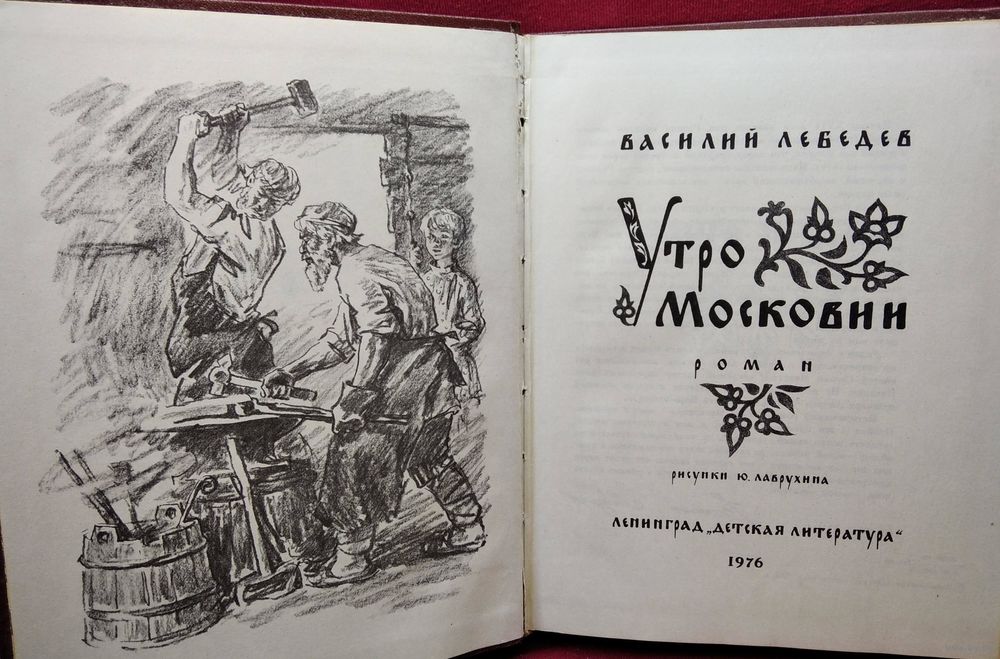 ВАСИЛИЙ ЛЕБЕДЕВ
Утро
Московии
роман
рисунки Ю. Лаврухина
Ленинград „Детская литература“
1976